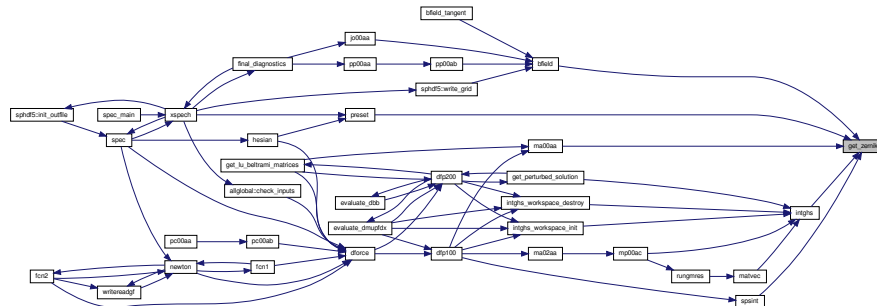 bfield_tangent
jo00aa
final_diagnostics
pp00aa
pp00ab
bfield
sphdf5::write_grid
sphdf5::init_outfile
spec_main
xspech
preset
spec
hesian
ma00aa
get_zernik
get_lu_beltrami_matrices
dfp200
get_perturbed_solution
allglobal::check_inputs
evaluate_dbb
intghs_workspace_destroy
intghs
evaluate_dmupfdx
intghs_workspace_init
pc00aa
pc00ab
dforce
dfp100
ma02aa
mp00ac
newton
fcn1
fcn2
rungmres
matvec
writereadgf
spsint